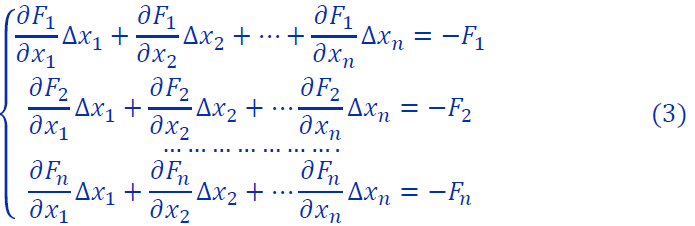 ∂F₁/∂x₁ Δx₁ + ∂F₁/∂x₂ Δx₂ + ⋯ + ∂F₁/∂xₙ Δxₙ = −F₁
∂F₂/∂x₁ Δx₁ + ∂F₂/∂x₂ Δx₂ + ⋯ ∂F₂/∂xₙ Δxₙ = −F₂ (3)
… … … … … … … .
∂Fₙ/∂x₁ Δx₁ + ∂Fₙ/∂x₂ Δx₂ + ⋯ ∂Fₙ/∂xₙ Δxₙ = −Fₙ